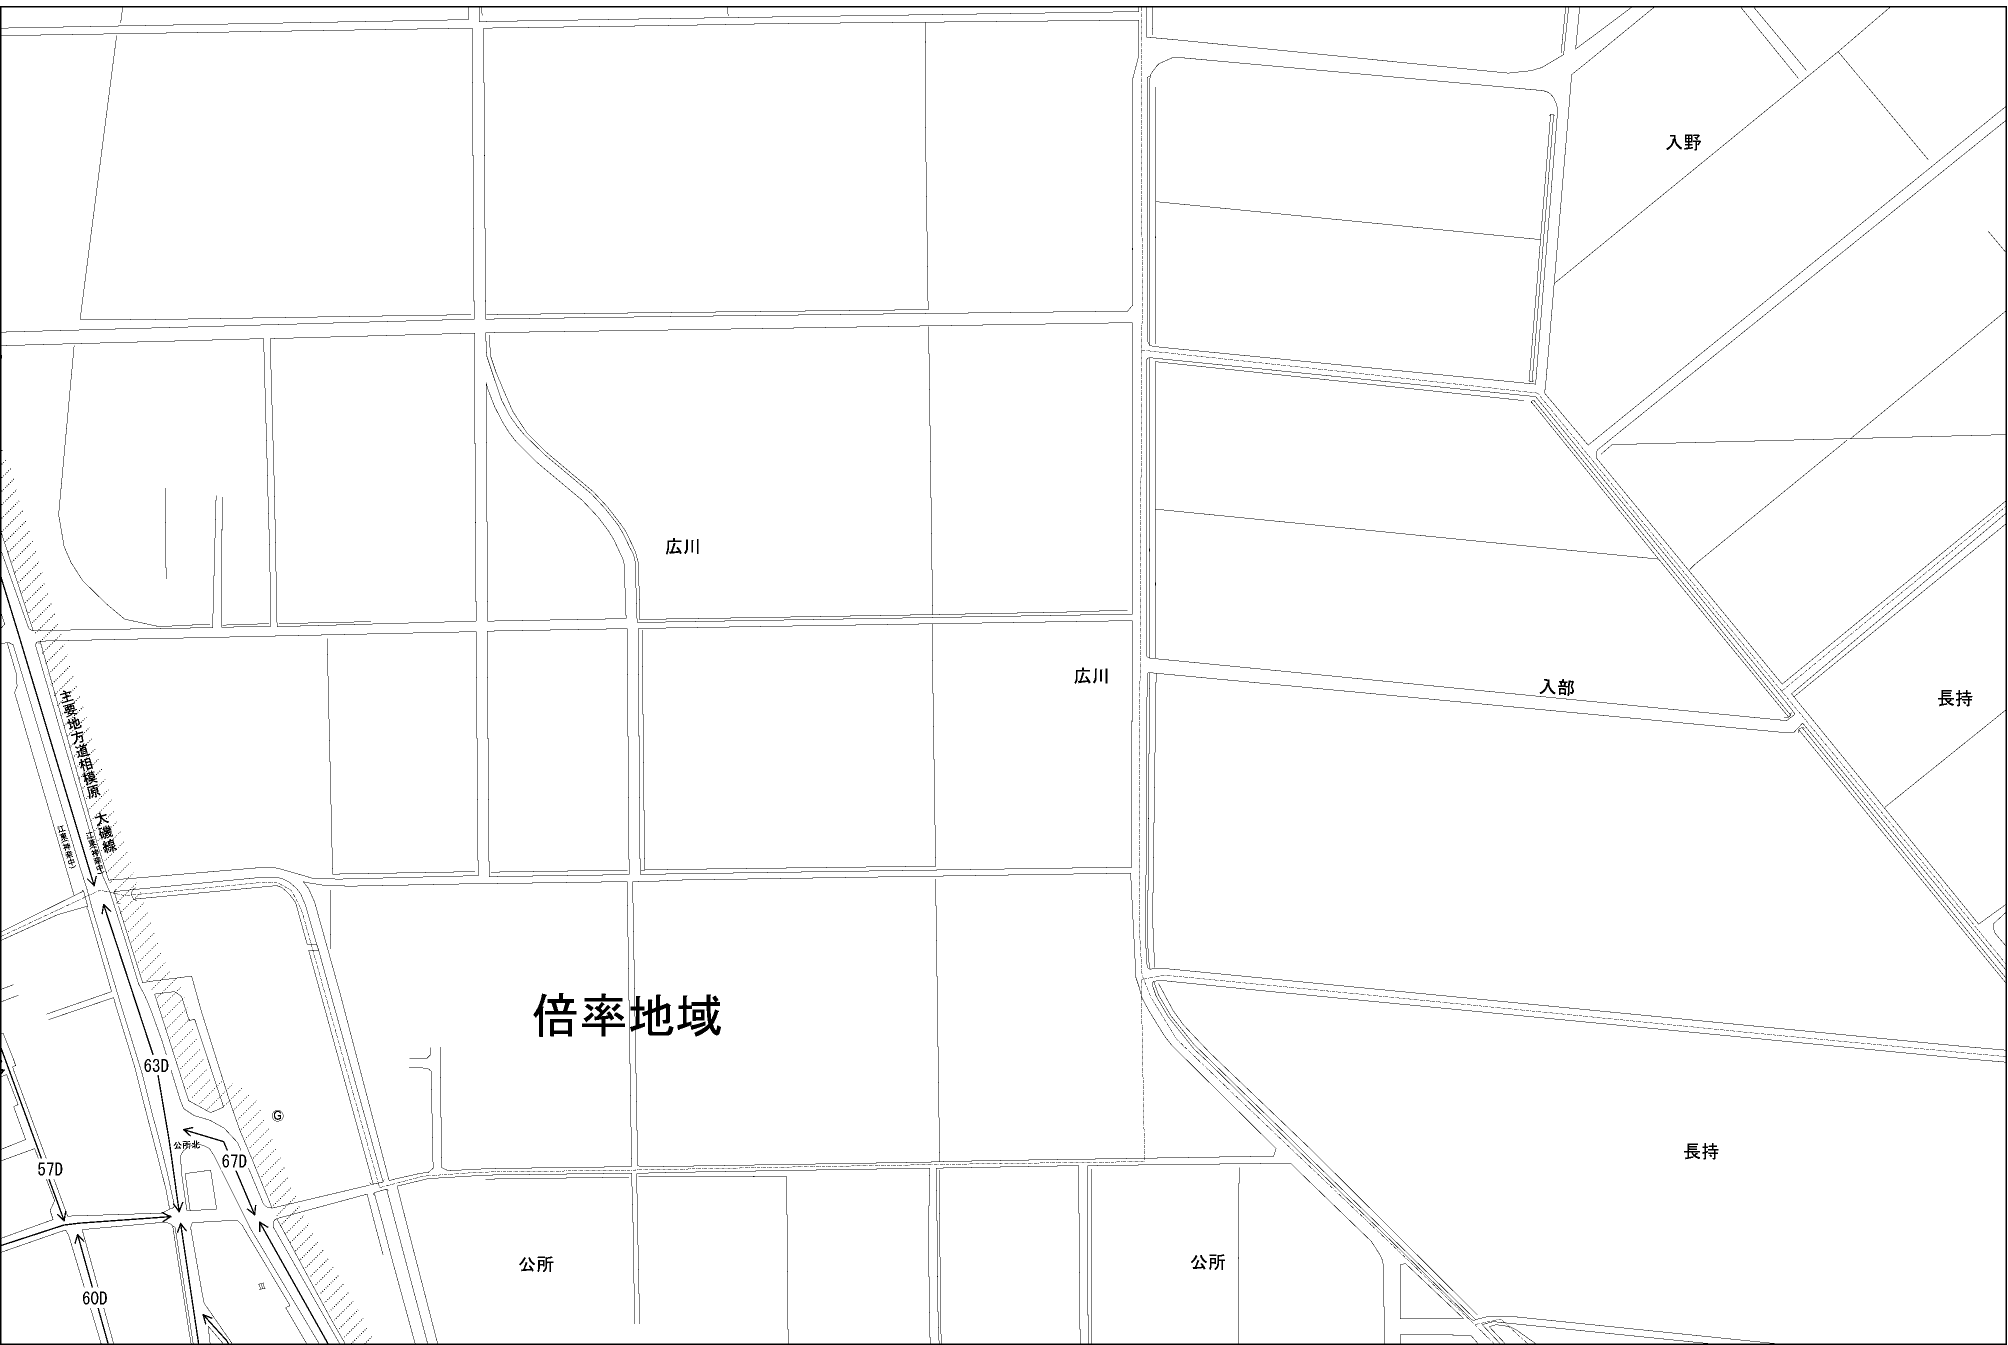 入野
広川
広川
入部
長持
主要地方道相模原　大磯線
倍率地域
63D
G
公所北
67D
57D
長持
公所
公所
60D